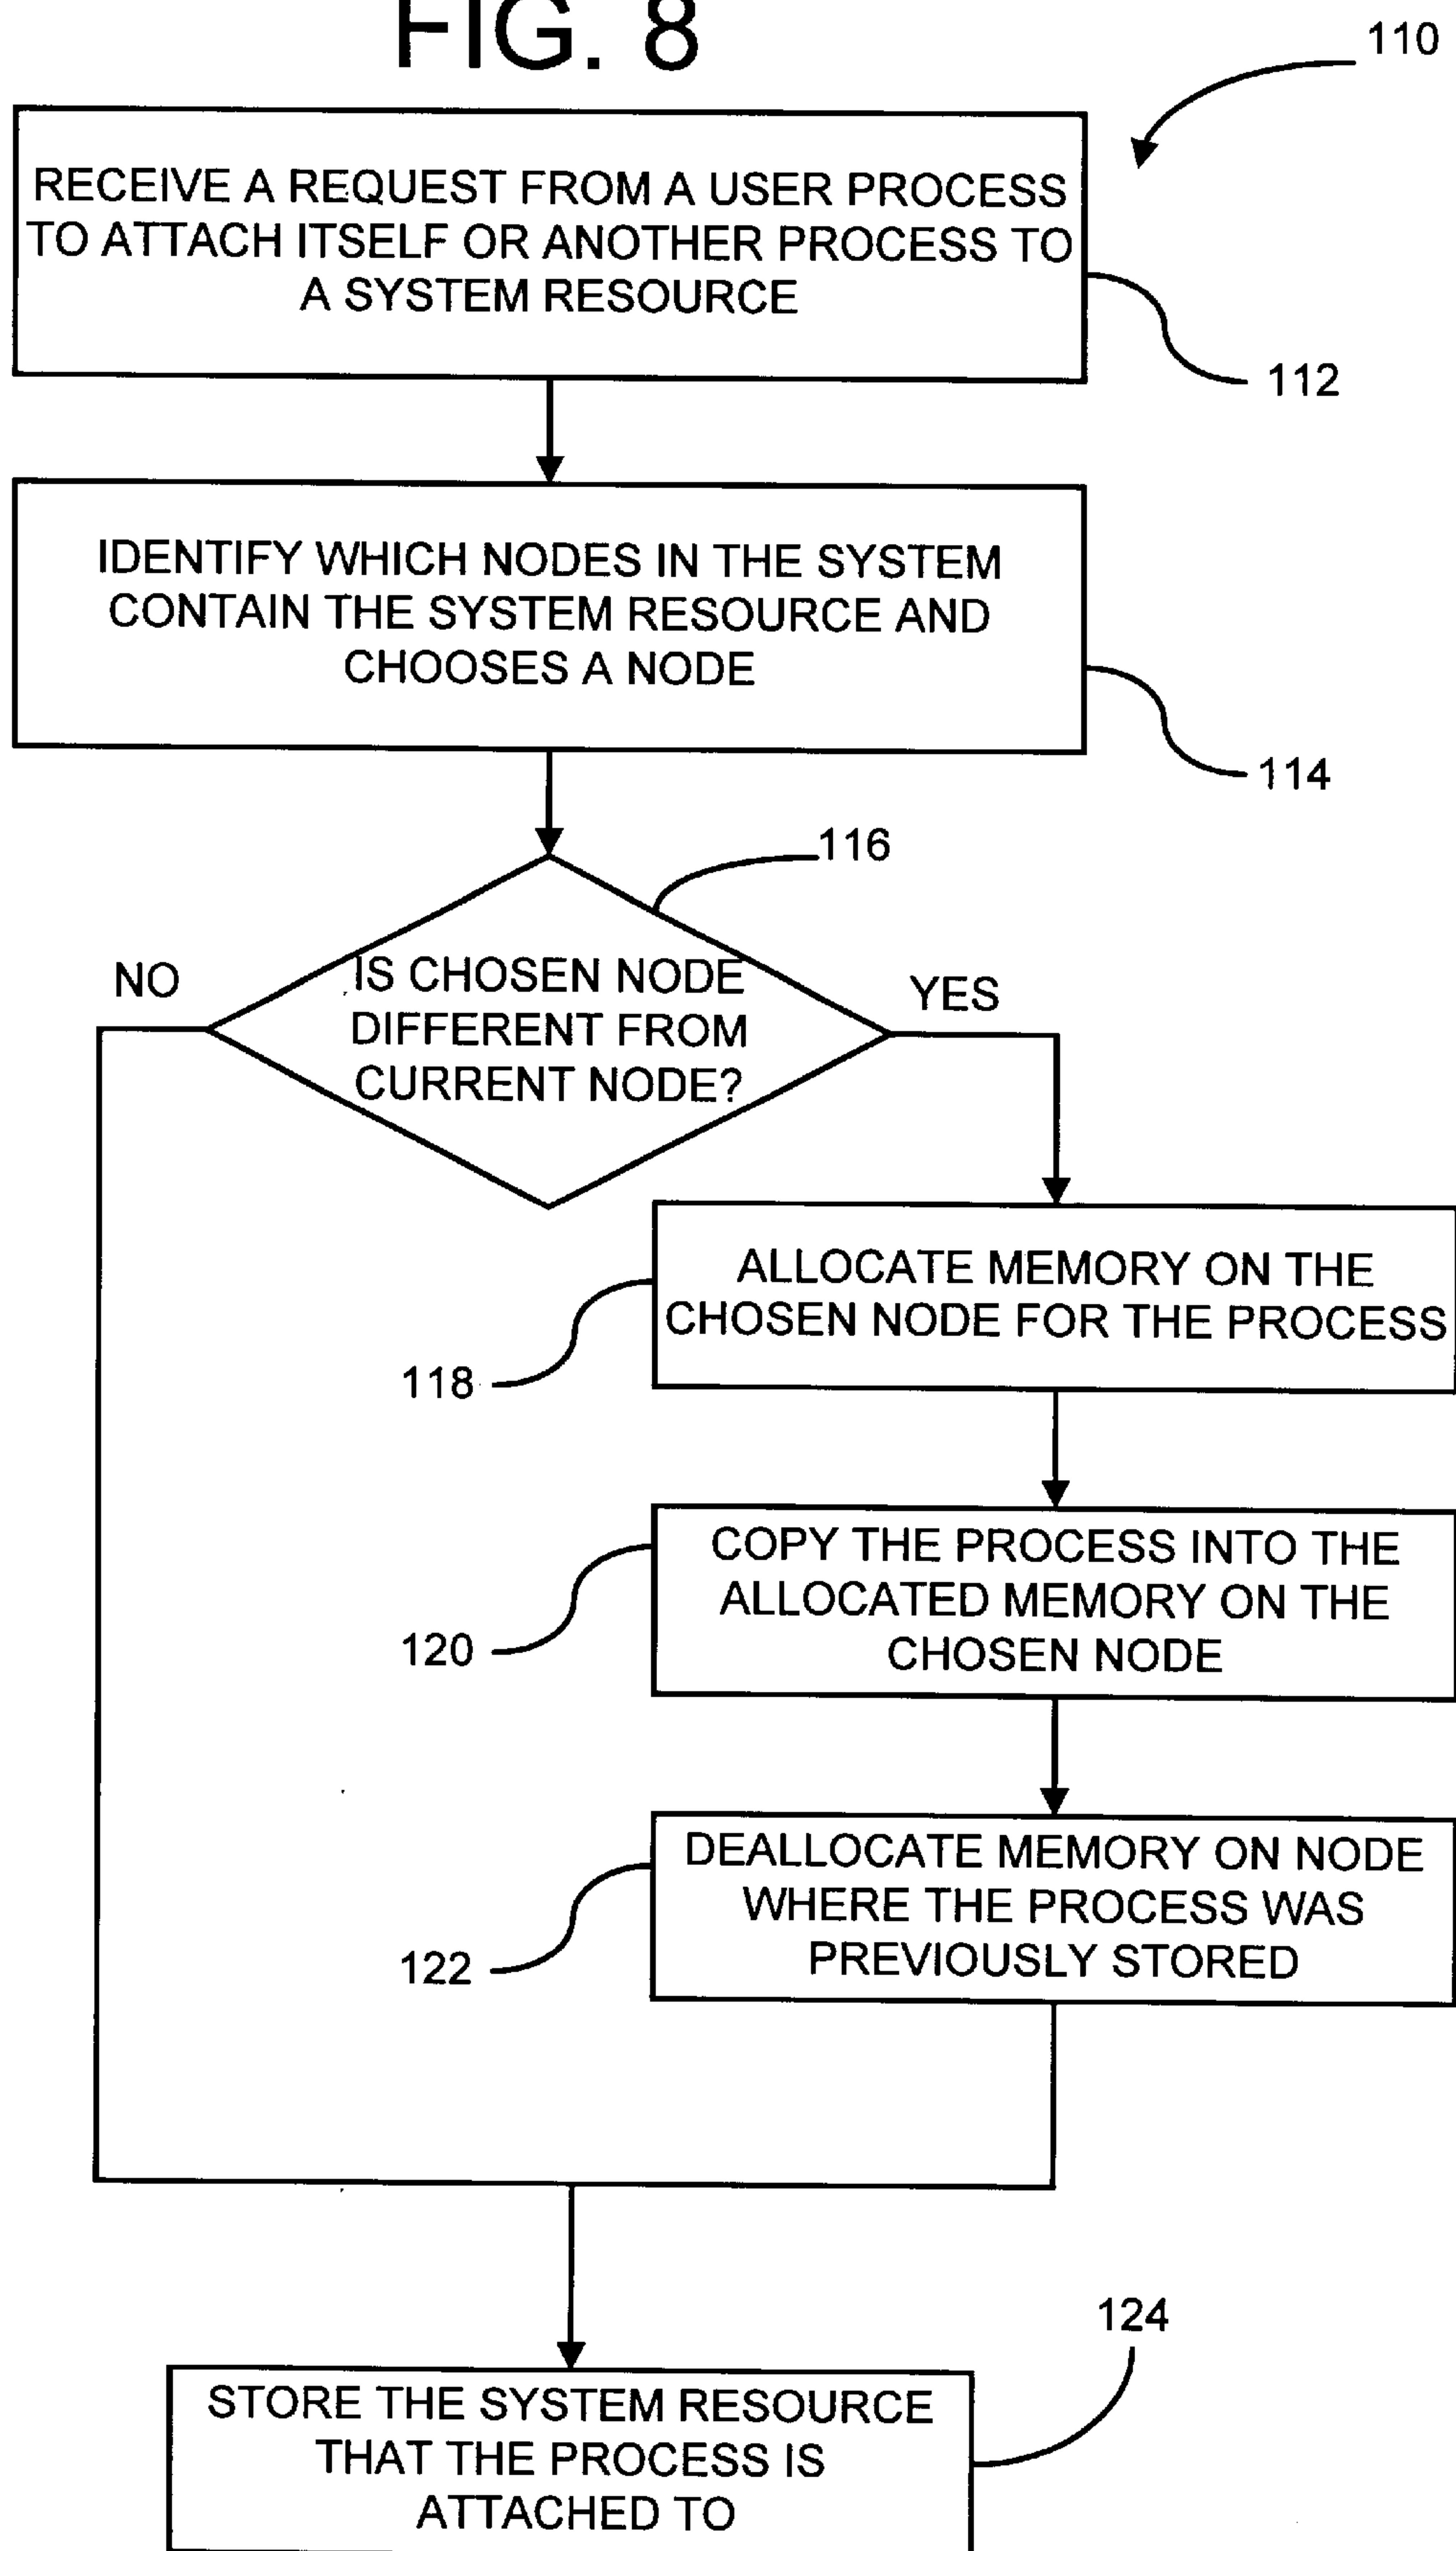 FIG. 8
110
RECEIVE A REQUEST FROM A USER PROCESS
TO ATTACH ITSELF OR ANOTHER PROCESS TO
A SYSTEM RESOURCE
112
IDENTIFY WHICH NODES IN THE SYSTEM
CONTAIN THE SYSTEM RESOURCE AND
CHOOSES A NODE
114
116
NO
IS CHOSEN NODE
DIFFERENT FROM
CURRENT NODE?
YES
ALLOCATE MEMORY ON THE
CHOSEN NODE FOR THE PROCESS
118
COPY THE PROCESS INTO THE
ALLOCATED MEMORY ON THE
CHOSEN NODE
120
DEALLOCATE MEMORY ON NODE
WHERE THE PROCESS WAS
PREVIOUSLY STORED
122
124
STORE THE SYSTEM RESOURCE
THAT THE PROCESS IS
ATTACHED TO